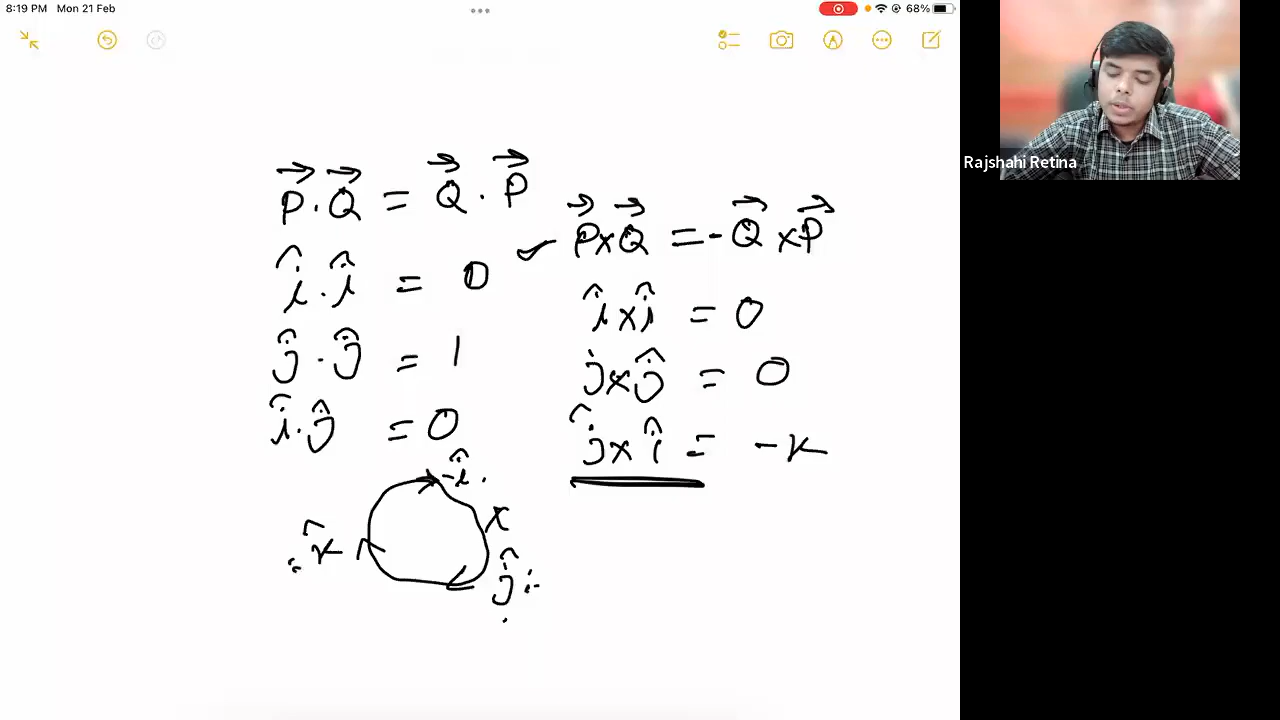 8:19 PM Mon 21 Feb
68%
Rajshahi Retina
P⃗ · Q⃗ = Q⃗ · P⃗
î · î = 0
ĵ · ĵ = 1
î · ĵ = 0
✓ P⃗ x Q⃗ = - Q⃗ x P⃗
î x î = 0
j x ĵ = 0
ĵ x î = - k
-î
x
k̂
ĵ